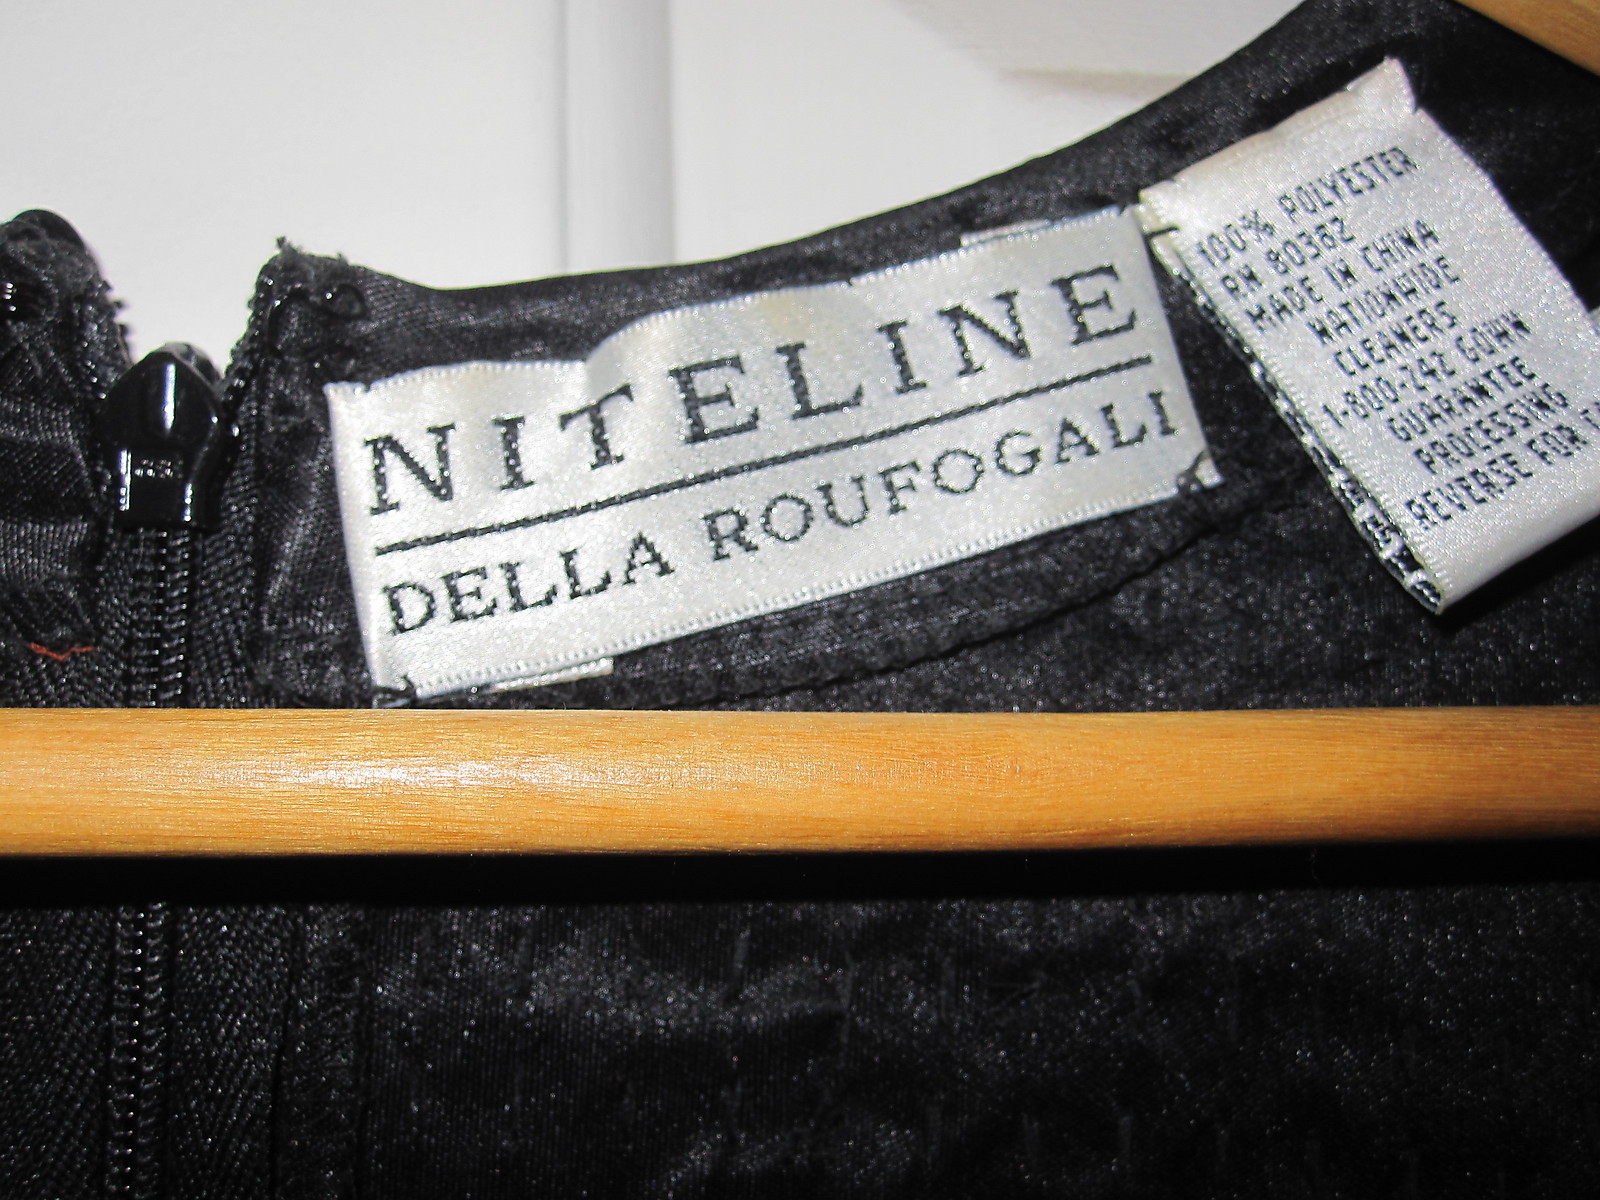 NITELINE
DELLA ROUFOGALI
100% POLYESTER
RN 80382
MADE IN CHINA
NATIONWIDE
CLEANERS
1-800-242 GOWN
GUARANTEE
PROCESSING
REVERSE FOR